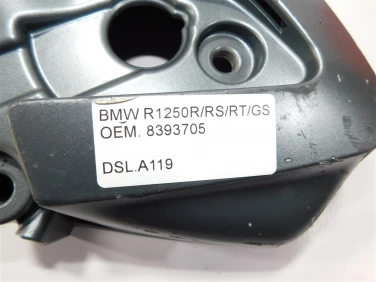 BMW R1250R/RS/RT/GS
OEM. 8393705
DSL.A119